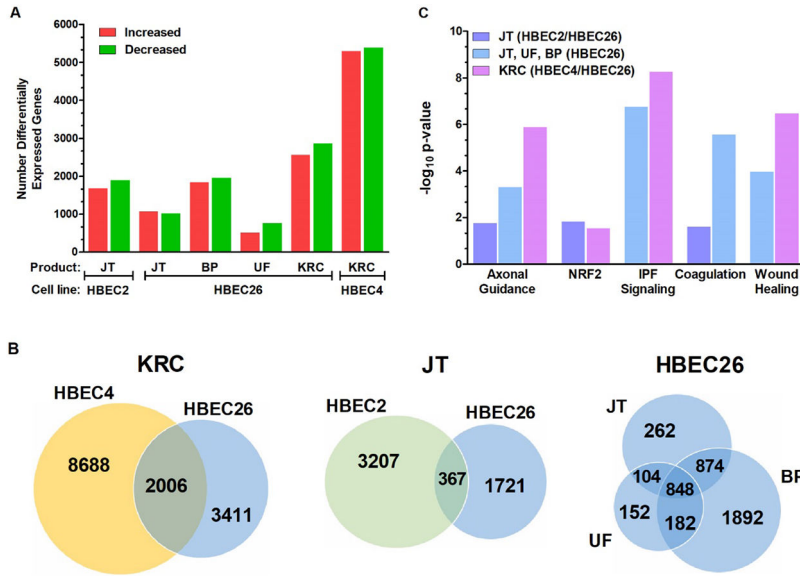 A
Increased
Decreased
Number Differentially
Expressed Genes
6000
5000
4000
3000
2000
1000
0
Product: JT JT BP UF KRC KRC
Cell line: HBEC2 HBEC26 HBEC4
C
JT (HBEC2/HBEC26)
JT, UF, BP (HBEC26)
KRC (HBEC4/HBEC26)
-log10 p-value
10
8
6
4
2
0
Axonal NRF2 IPF Coagulation Wound
Guidance Signaling Healing
B
KRC
HBEC4
HBEC26
8688
2006
3411
JT
HBEC2
HBEC26
3207
367
1721
HBEC26
JT
262
104
874
848
BP
152
182
1892
UF